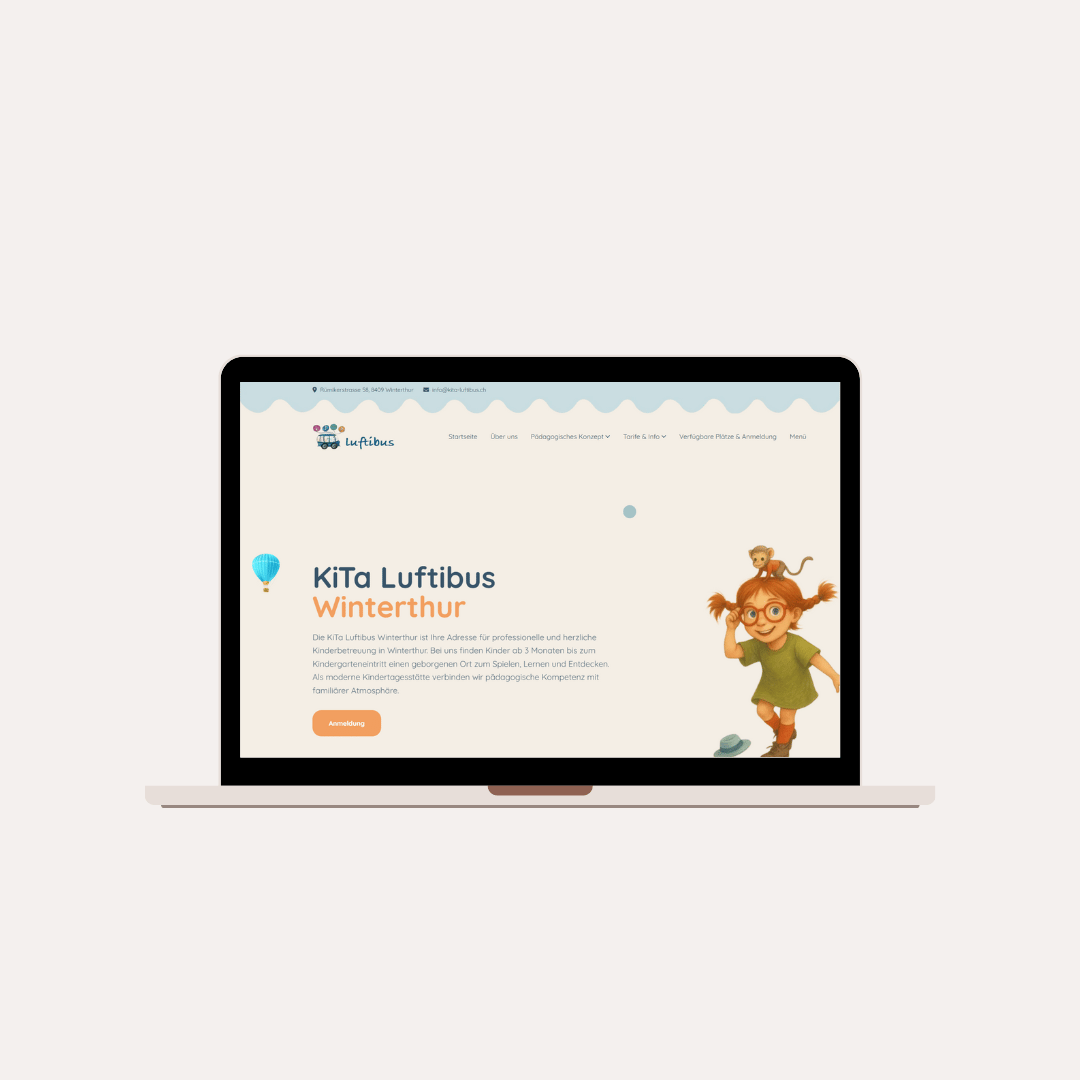 Rümikerstrasse 58, 8409 Winterthur info@kita-luftibus.ch
luftibus
Startseite Über uns Pädagogisches Konzept Tarife & Info Verfügbare Plätze & Anmeldung Menü
KiTa Luftibus
Winterthur
Die KiTa Luftibus Winterthur ist Ihre Adresse für professionelle und herzliche
Kinderbetreuung in Winterthur. Bei uns finden Kinder ab 3 Monaten bis zum
Kindergarteneintritt einen geborgenen Ort zum Spielen, Lernen und Entdecken.
Als moderne Kindertagesstätte verbinden wir pädagogische Kompetenz mit
familiärer Atmosphäre.
Anmeldung